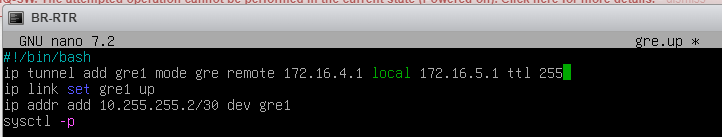 The attempted operation cannot be performed in the current state (Powered on). Click here for more details.
BR-RTR
GNU nano 7.2 gre.up *
#!/bin/bash
ip tunnel add gre1 mode gre remote 172.16.4.1 local 172.16.5.1 ttl 255
ip link set gre1 up
ip addr add 10.255.255.2/30 dev gre1
sysctl -p